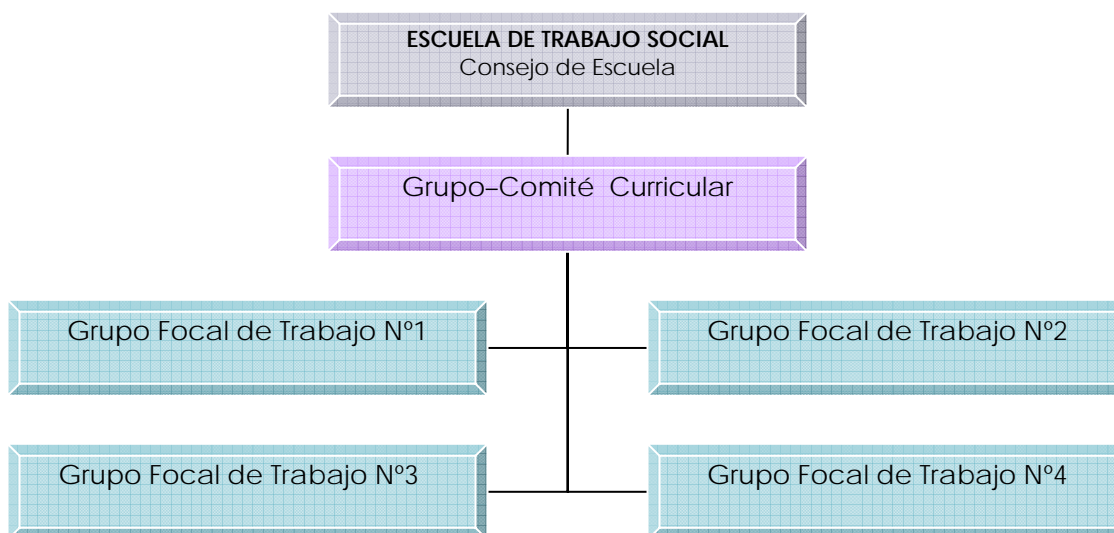 ESCUELA DE TRABAJO SOCIAL
Consejo de Escuela
Grupo–Comité Curricular
Grupo Focal de Trabajo Nº1
Grupo Focal de Trabajo Nº2
Grupo Focal de Trabajo Nº3
Grupo Focal de Trabajo Nº4